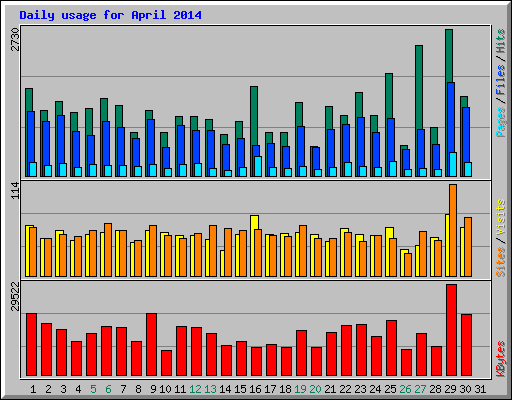 Daily usage for April 2014
2730
Pages / Files / Hits
114
Sites / Visits
29522
KBytes
1 2 3 4 5 6 7 8 9 10 11 12 13 14 15 16 17 18 19 20 21 22 23 24 25 26 27 28 29 30 31